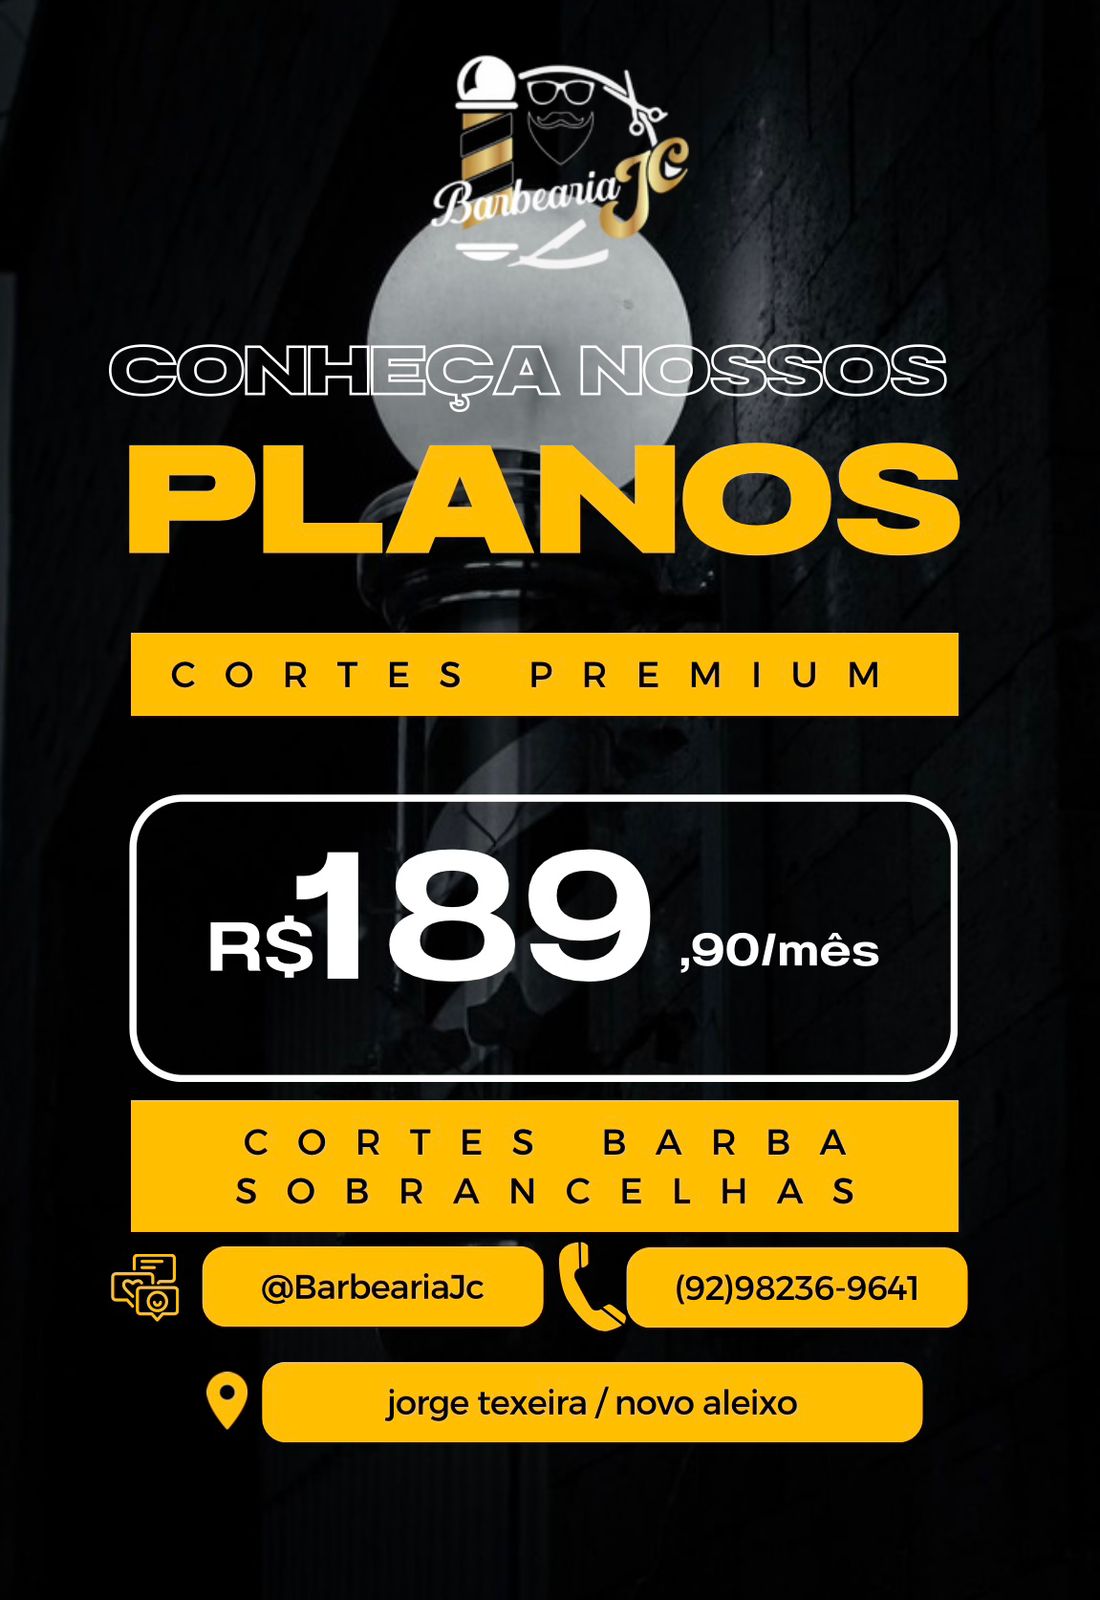 Barbearia JC
CONHEÇA NOSSOS
PLANOS
CORTES PREMIUM
R$189,90/mês
CORTES BARBA
SOBRANCELHAS
@BarbeariaJc
(92)98236-9641
jorge texeira / novo aleixo